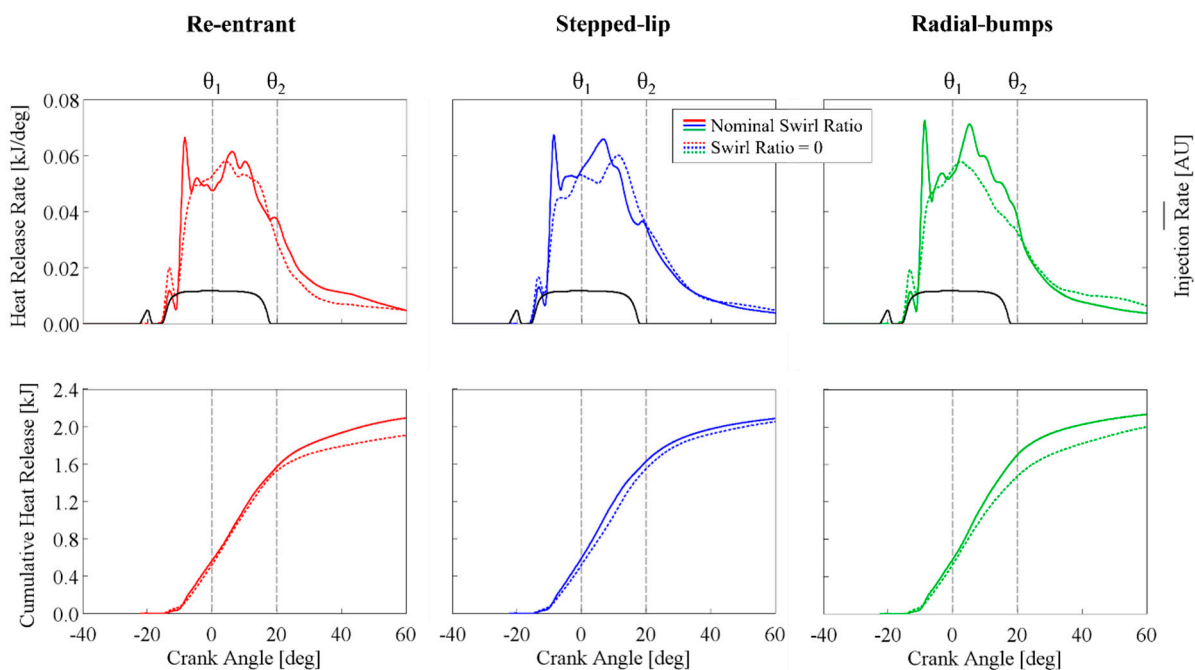 Re-entrant
Stepped-lip
Radial-bumps
θ1 θ2
θ1 θ2
θ1 θ2
Heat Release Rate [kJ/deg]
0.08
0.06
0.04
0.02
0.00
Nominal Swirl Ratio
Swirl Ratio = 0
Injection Rate [AU]
Cumulative Heat Release [kJ]
2.4
2.0
1.6
1.2
0.8
0.4
0.0
-40 -20 0 20 40 60
-40 -20 0 20 40 60
-40 -20 0 20 40 60
Crank Angle [deg]
Crank Angle [deg]
Crank Angle [deg]